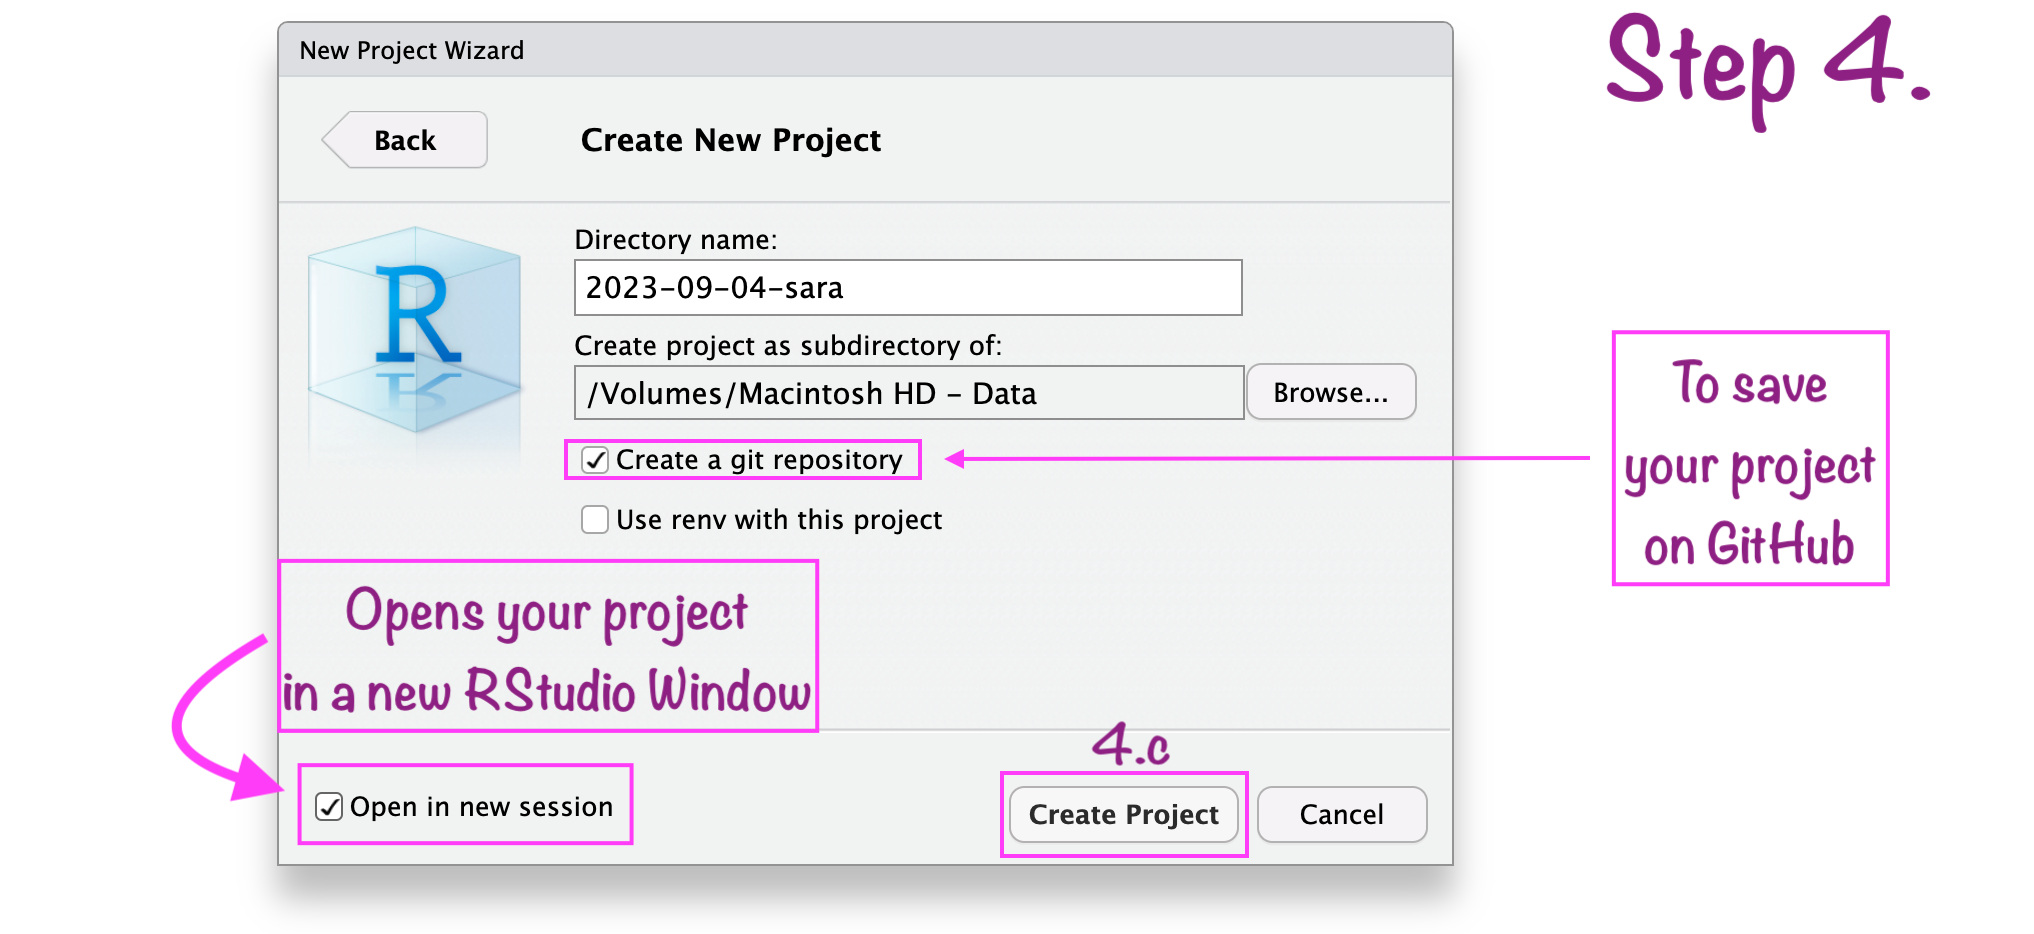 Step 4.
New Project Wizard
Back
Create New Project
R
Directory name:
2023-09-04-sara
Create project as subdirectory of:
/Volumes/Macintosh HD - Data
Browse...
Create a git repository
Use renv with this project
To save
your project
on GitHub
Opens your project
in a new RStudio Window
4.c
Open in new session
Create Project
Cancel